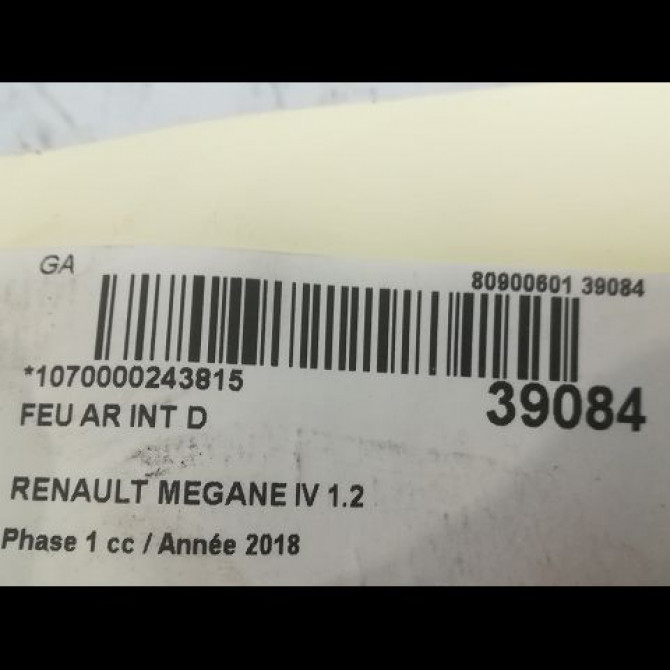 GA
80900601 39084
*1070000243815
39084
FEU AR INT D
RENAULT MEGANE IV 1.2
Phase 1 cc / Année 2018